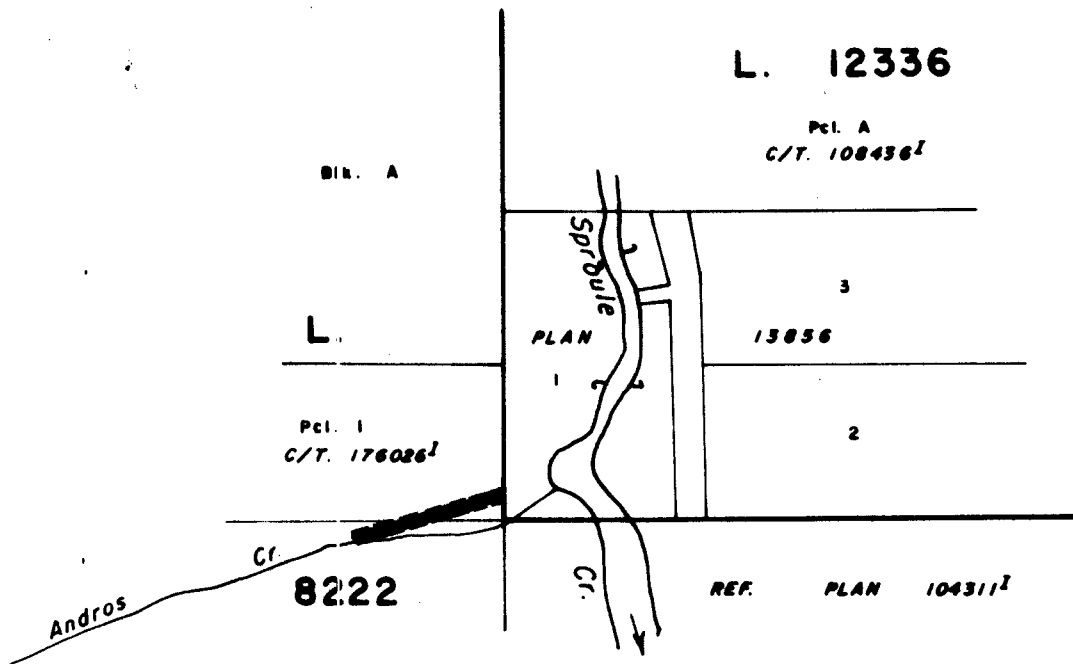 L. 12336
Pcl. A
C/T. 108436I
Blk. A
Sproule
3
L.
PLAN
13836
1
Pcl. 1
C/T. 176026I
2
Cr.
Andros
8222
Cr.
REF. PLAN 104311I